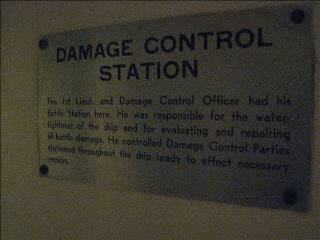 DAMAGE CONTROL
STATION
The 1st Lieut. and Damage Control Officer had his
Battle Station here. He was responsible for the water-
tightness of the ship and for evaluating and repairing
all battle damage. He controlled Damage Control Parties
stationed throughout the ship ready to effect necessary
repairs.